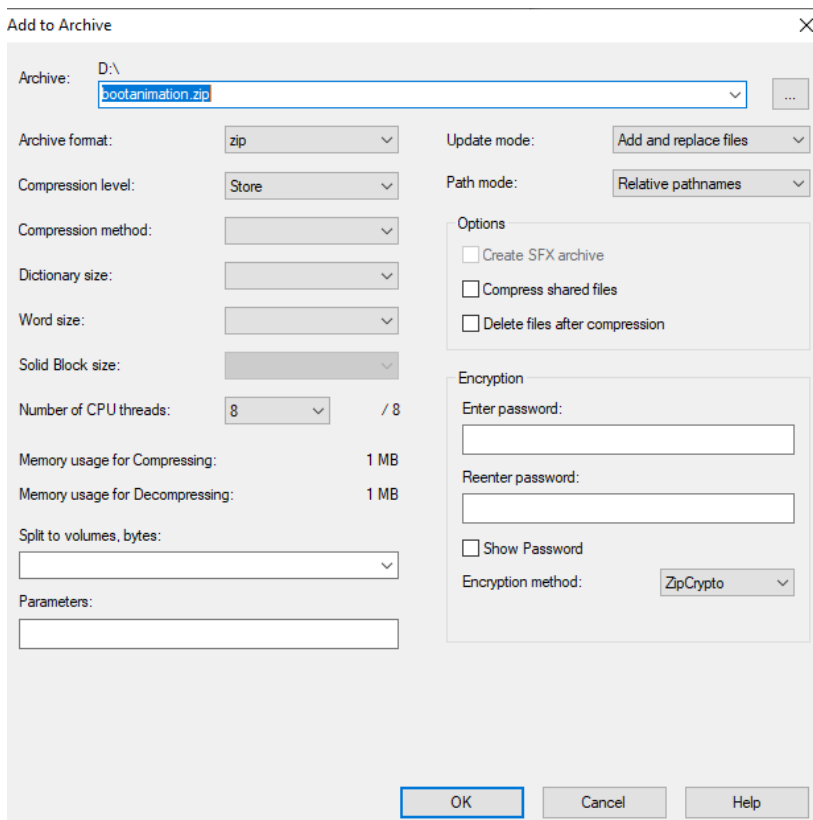 Add to Archive
Archive:
D:\
bootanimation.zip
...
Archive format:
zip
Update mode:
Add and replace files
Compression level:
Store
Path mode:
Relative pathnames
Compression method:
Options
Create SFX archive
Dictionary size:
Compress shared files
Word size:
Delete files after compression
Solid Block size:
Encryption
Number of CPU threads:
8
/ 8
Enter password:
Memory usage for Compressing:
1 MB
Reenter password:
Memory usage for Decompressing:
1 MB
Split to volumes, bytes:
Show Password
Encryption method:
ZipCrypto
Parameters:
OK
Cancel
Help